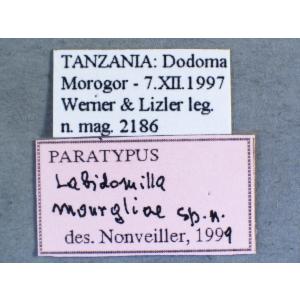 TANZANIA: Dodoma
Morogor - 7.XII.1997
Werner & Lizler leg.
n. mag. 2186
PARATYPUS
Labidomilla
mourgliae sp.n.
des. Nonveiller, 1999